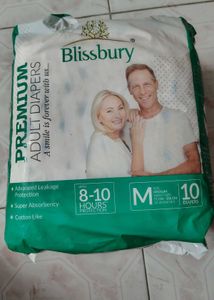 Blissbury
PREMIUM
ADULT DIAPERS
A smile is forever with us...
• Advanced Leakage
Protection
• Super Absorbency
• Cotton Like
8-10
HOURS
PROTECTION
M
10
DIAPERS